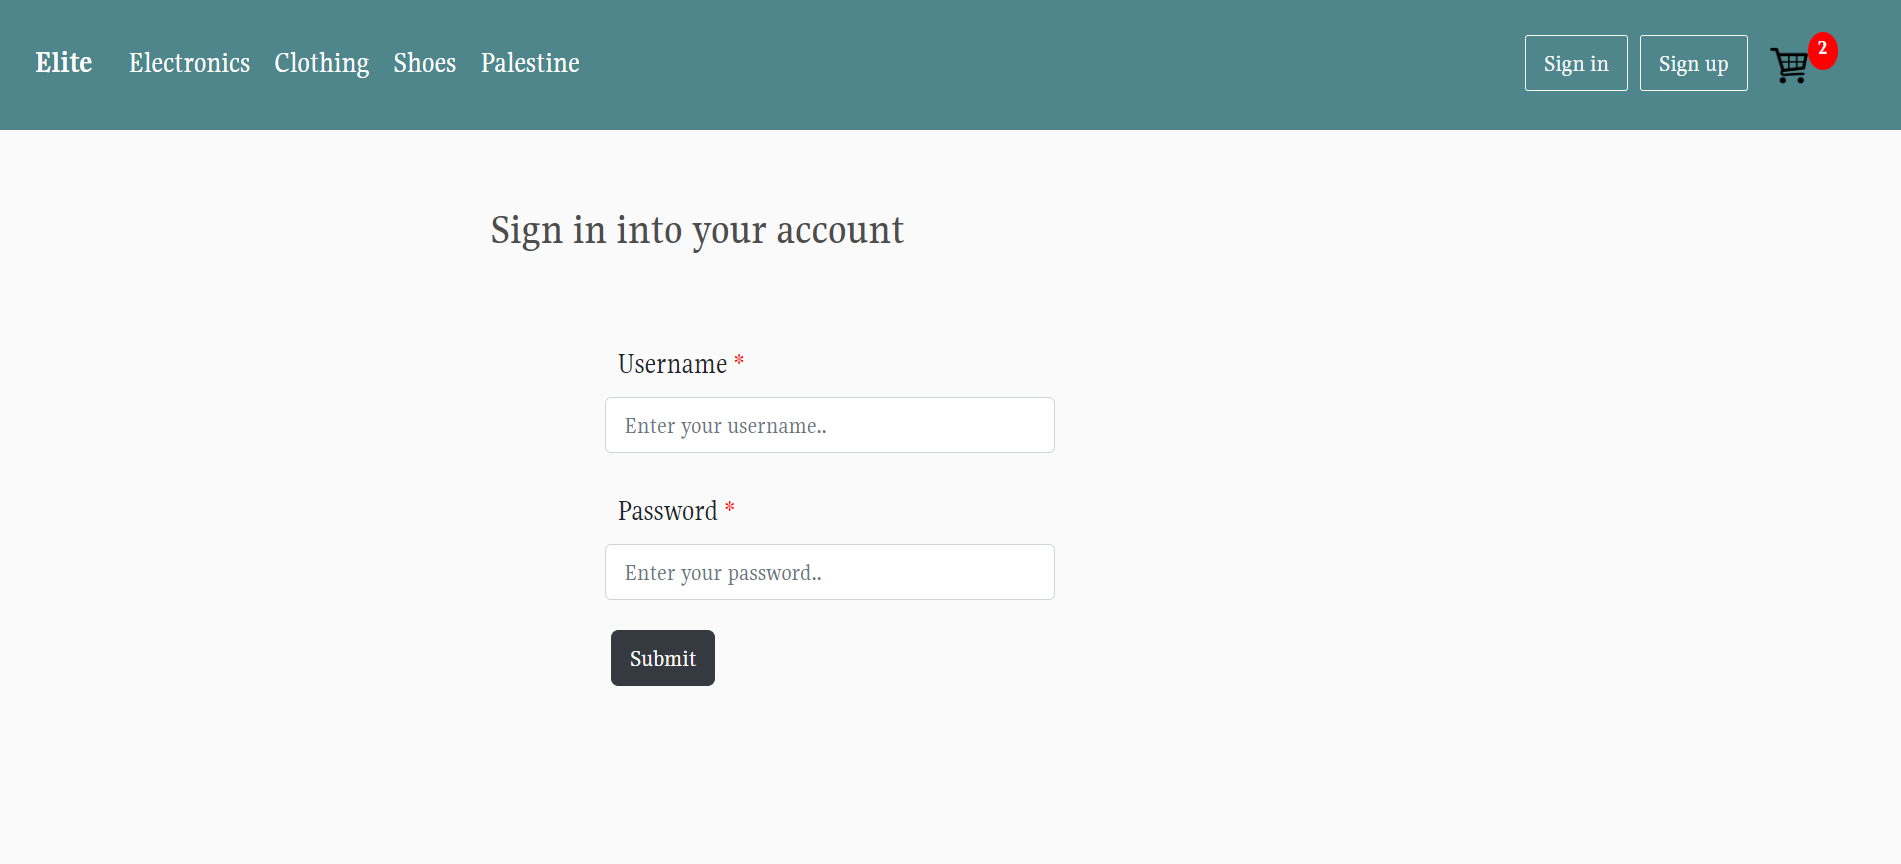 Elite Electronics Clothing Shoes Palestine Sign in Sign up 2
Sign in into your account
Username *
Enter your username..
Password *
Enter your password..
Submit